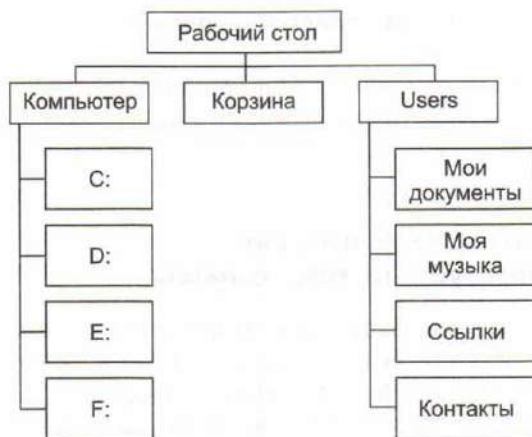 Рабочий стол
Компьютер
Корзина
Users
C:
D:
E:
F:
Мои
документы
Моя
музыка
Ссылки
Контакты